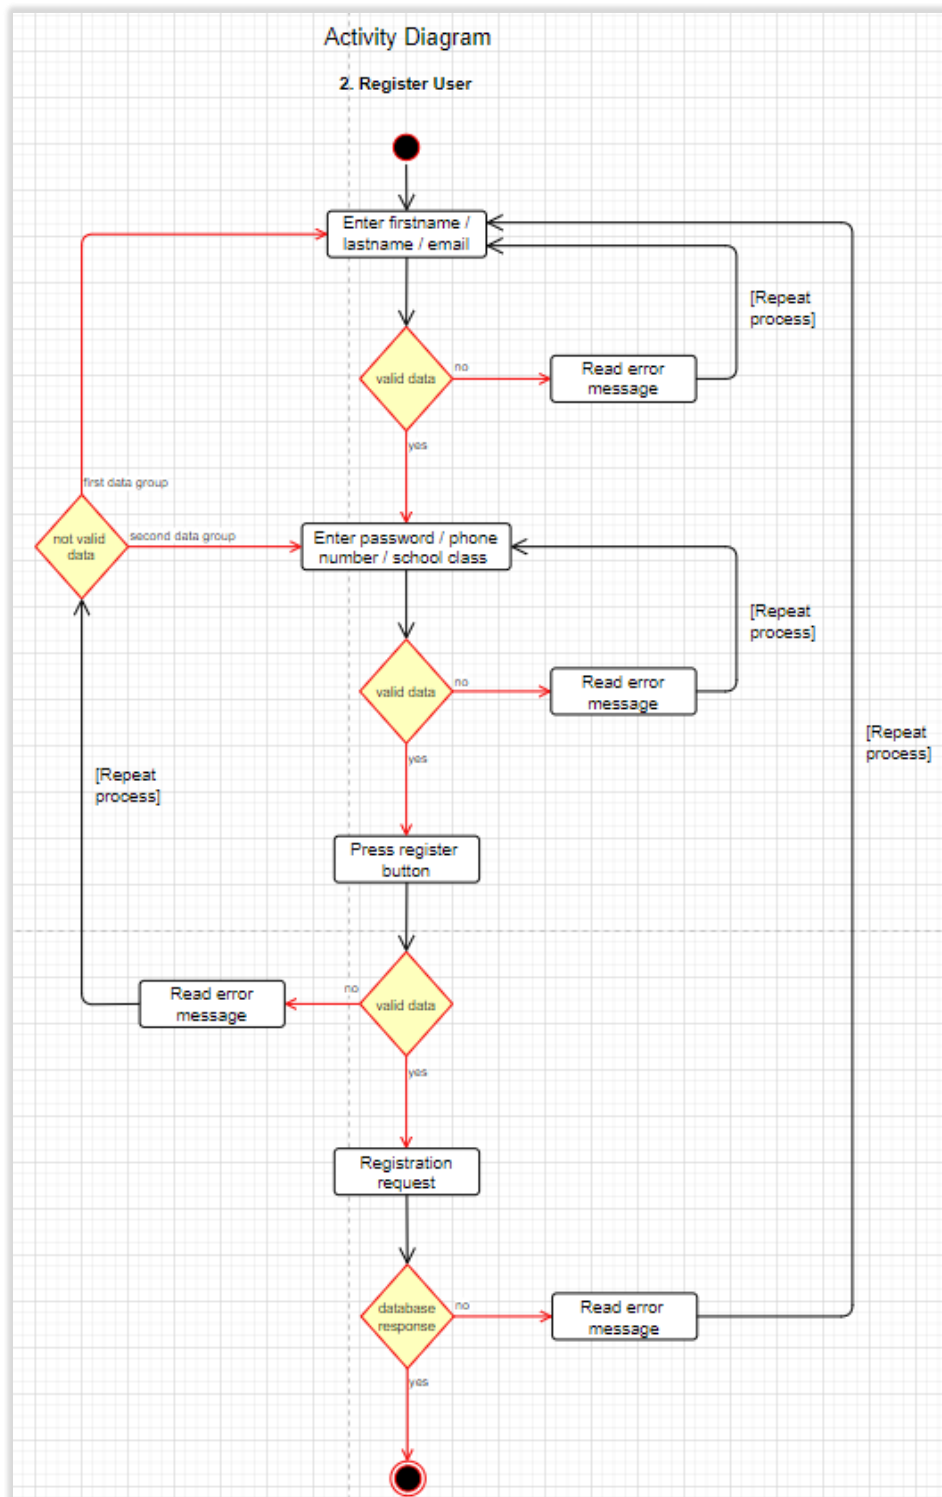 Activity Diagram
2. Register User
Enter firstname /
lastname / email
[Repeat
process]
valid data
no
Read error
message
yes
first data group
not valid
data
second data group
Enter password / phone
number / school class
[Repeat
process]
valid data
no
Read error
message
yes
[Repeat
process]
[Repeat
process]
Press register
button
valid data
no
Read error
message
yes
Registration
request
database
response
no
Read error
message
yes